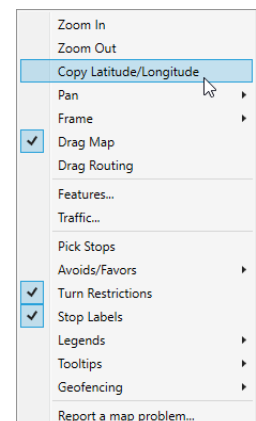 Zoom In
Zoom Out
Copy Latitude/Longitude
Pan
Frame
Drag Map
Drag Routing
Features...
Traffic...
Pick Stops
Avoids/Favors
Turn Restrictions
Stop Labels
Legends
Tooltips
Geofencing
Report a map problem...